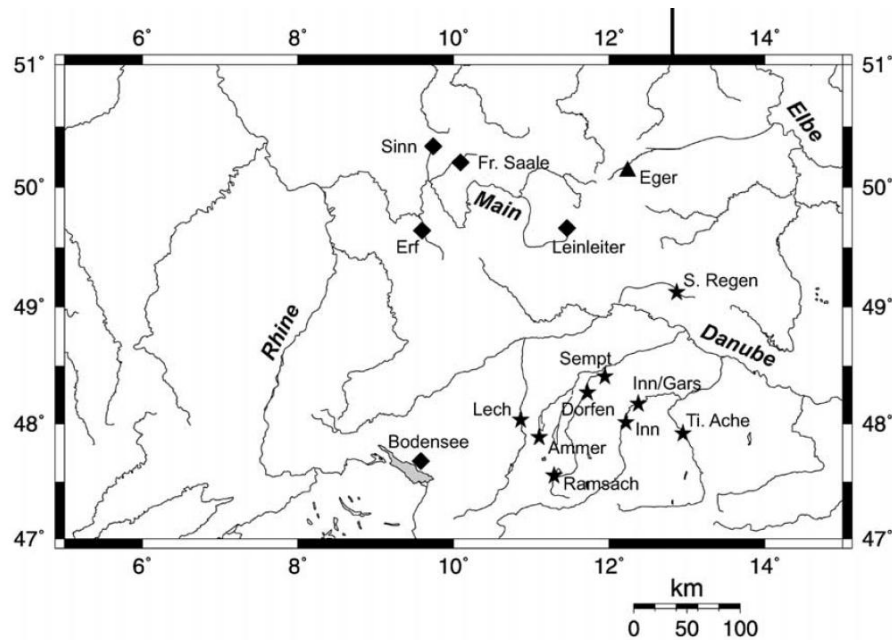 6° 8° 10° 12° 14°
51° 51°
Elbe
Sinn
Fr. Saale
Eger
50° 50°
Main
Erf
Leinleiter
S. Regen
49° 49°
Rhine
Danube
Sempt
Inn/Gars
Lech
Dorfen
Ti. Ache
48° 48°
Inn
Bodensee
Ammer
Ramsach
47° 47°
6° 8° 10° 12° 14°
km
0 50 100